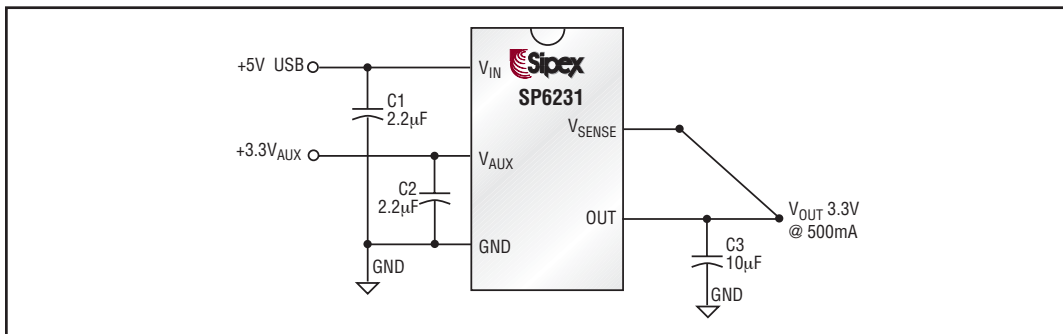 Sipex
SP6231
+5V USB
VIN
C1
2.2μF
VSENSE
+3.3VAUX
VAUX
C2
2.2μF
OUT
VOUT 3.3V
@ 500mA
GND
GND
C3
10μF
GND